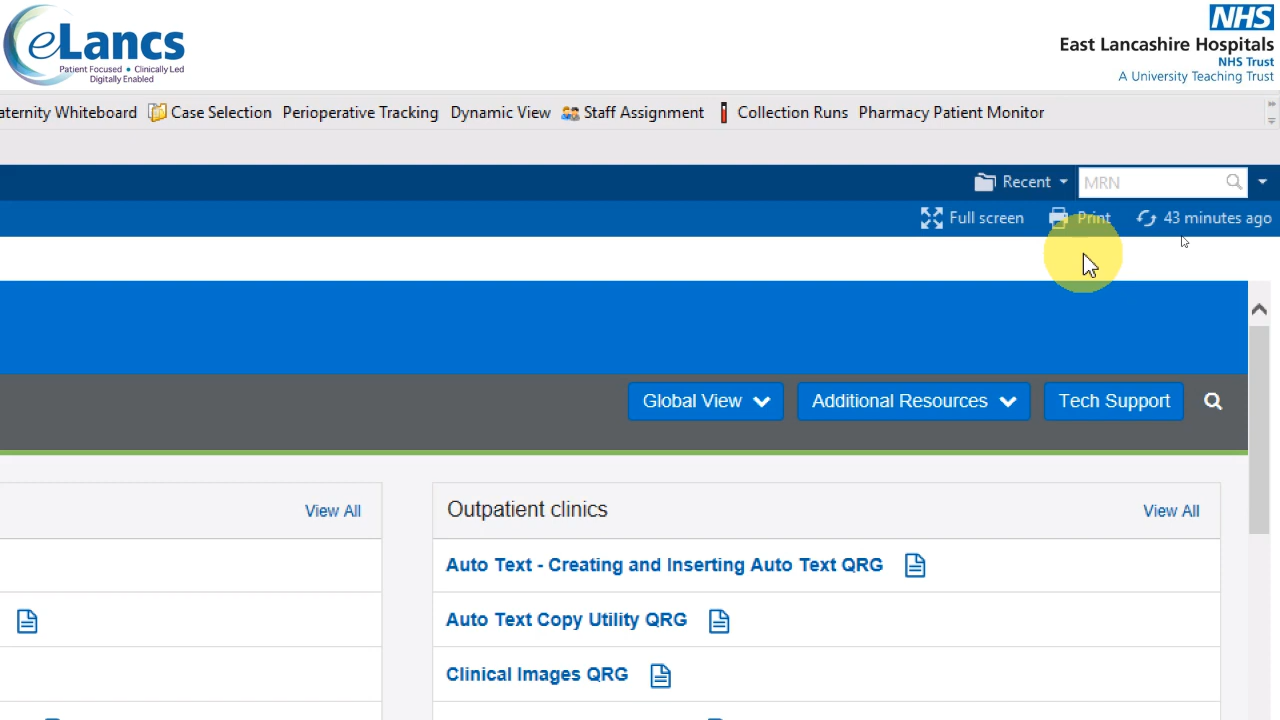 eLancs
Patient Focused • Clinically Led
Digitally Enabled
NHS
East Lancashire Hospitals
NHS Trust
A University Teaching Trust
aternity Whiteboard Case Selection Perioperative Tracking Dynamic View Staff Assignment Collection Runs Pharmacy Patient Monitor
Recent MRN
Full screen Print 43 minutes ago
Global View Additional Resources Tech Support
View All Outpatient clinics View All
Auto Text - Creating and Inserting Auto Text QRG
Auto Text Copy Utility QRG
Clinical Images QRG